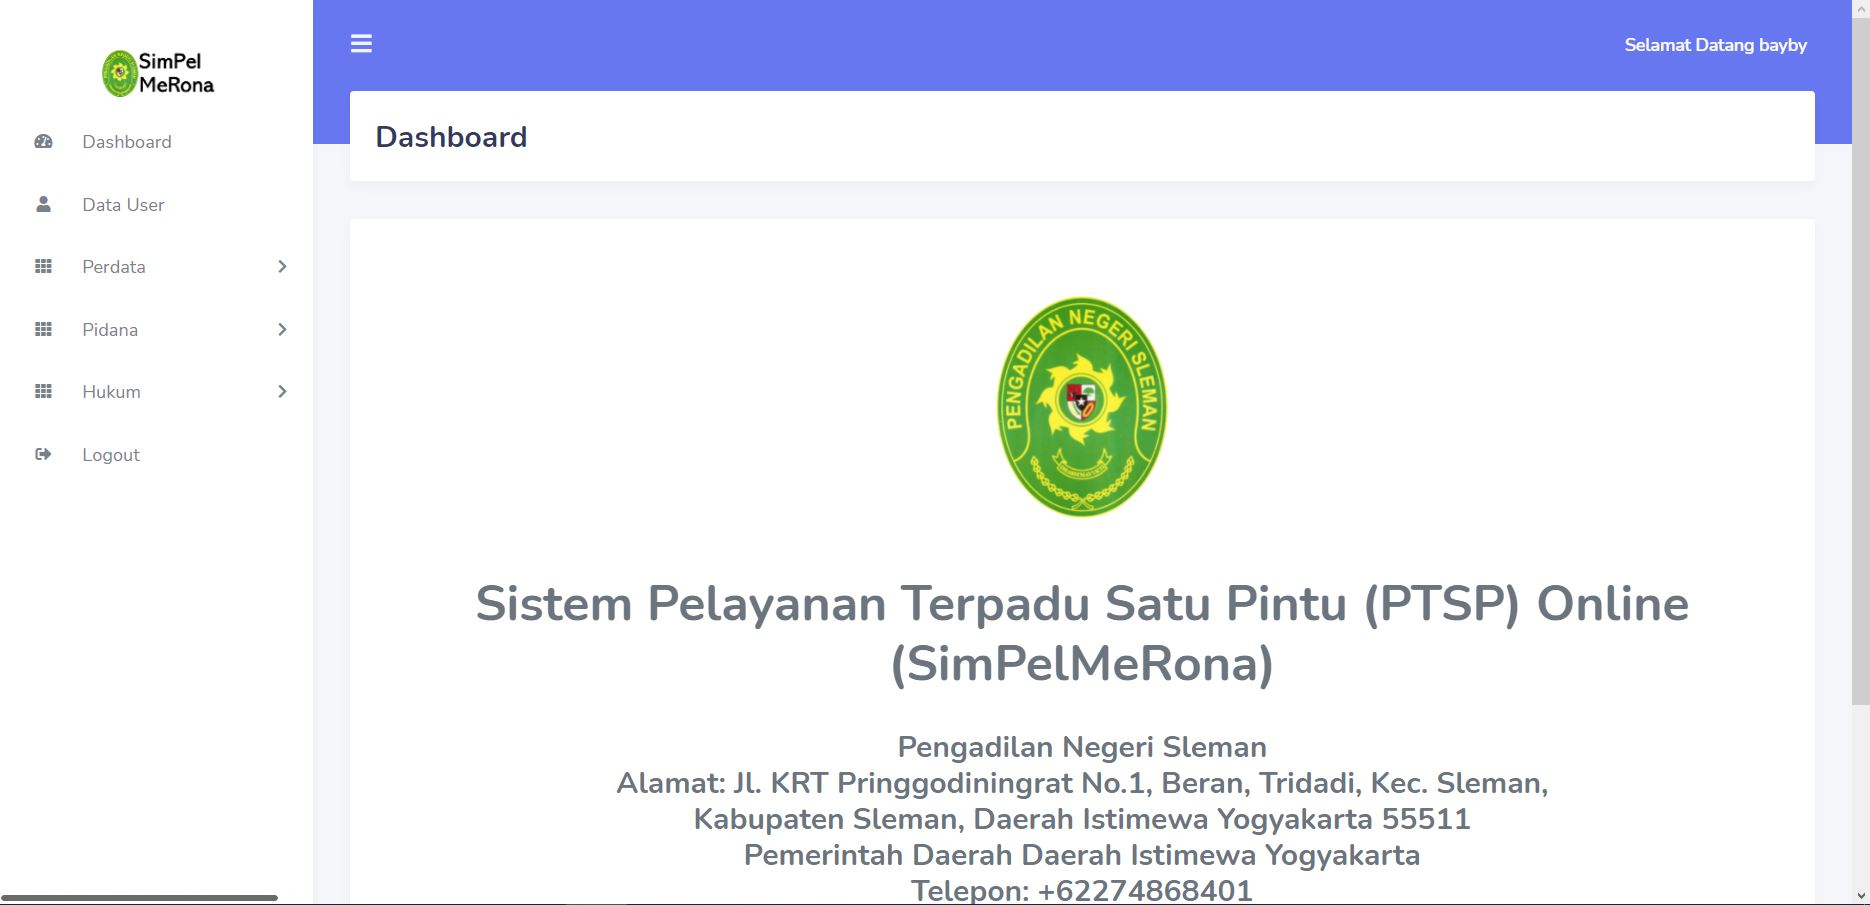 SimPel
MeRona
Dashboard
Data User
Perdata
Pidana
Hukum
Logout
Selamat Datang bayby
Dashboard
PENGADILAN NEGERI SLEMAN
Sistem Pelayanan Terpadu Satu Pintu (PTSP) Online
(SimPelMeRona)
Pengadilan Negeri Sleman
Alamat: Jl. KRT Pringgodiningrat No.1, Beran, Tridadi, Kec. Sleman,
Kabupaten Sleman, Daerah Istimewa Yogyakarta 55511
Pemerintah Daerah Daerah Istimewa Yogyakarta
Telepon: +62274868401